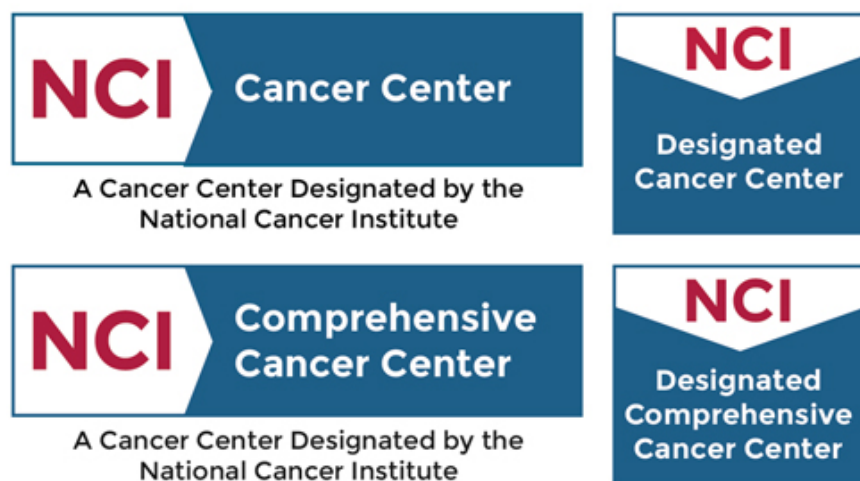 NCI
Cancer Center
A Cancer Center Designated by the
National Cancer Institute
NCI
Designated
Cancer Center
NCI
Comprehensive
Cancer Center
A Cancer Center Designated by the
National Cancer Institute
NCI
Designated
Comprehensive
Cancer Center